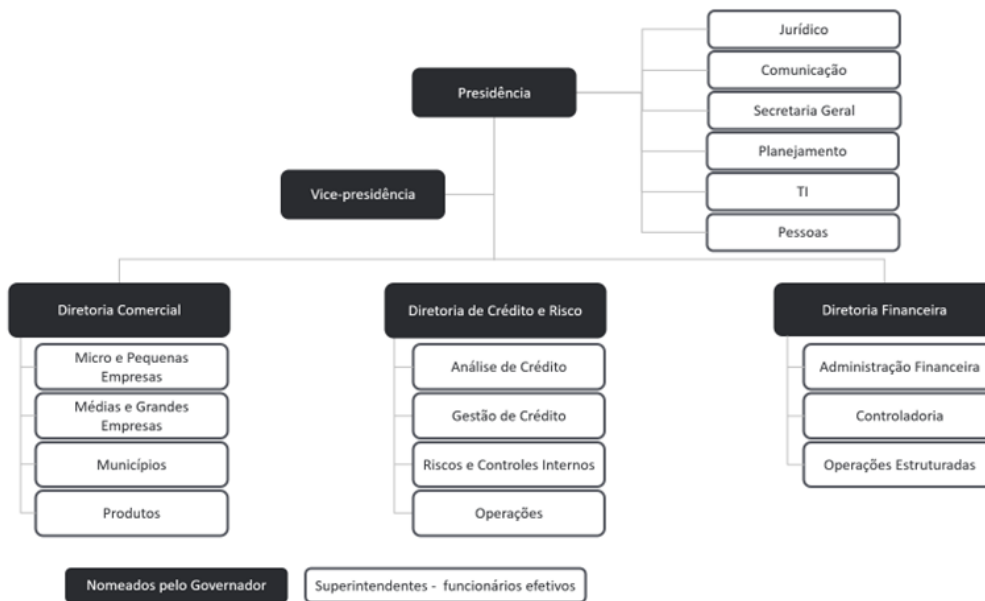 Jurídico
Comunicação
Presidência
Secretaria Geral
Planejamento
Vice-presidência
TI
Pessoas
Diretoria Comercial
Micro e Pequenas
Empresas
Médias e Grandes
Empresas
Municípios
Produtos
Diretoria de Crédito e Risco
Análise de Crédito
Gestão de Crédito
Riscos e Controles Internos
Operações
Diretoria Financeira
Administração Financeira
Controladoria
Operações Estruturadas
Nomeados pelo Governador
Superintendentes - funcionários efetivos